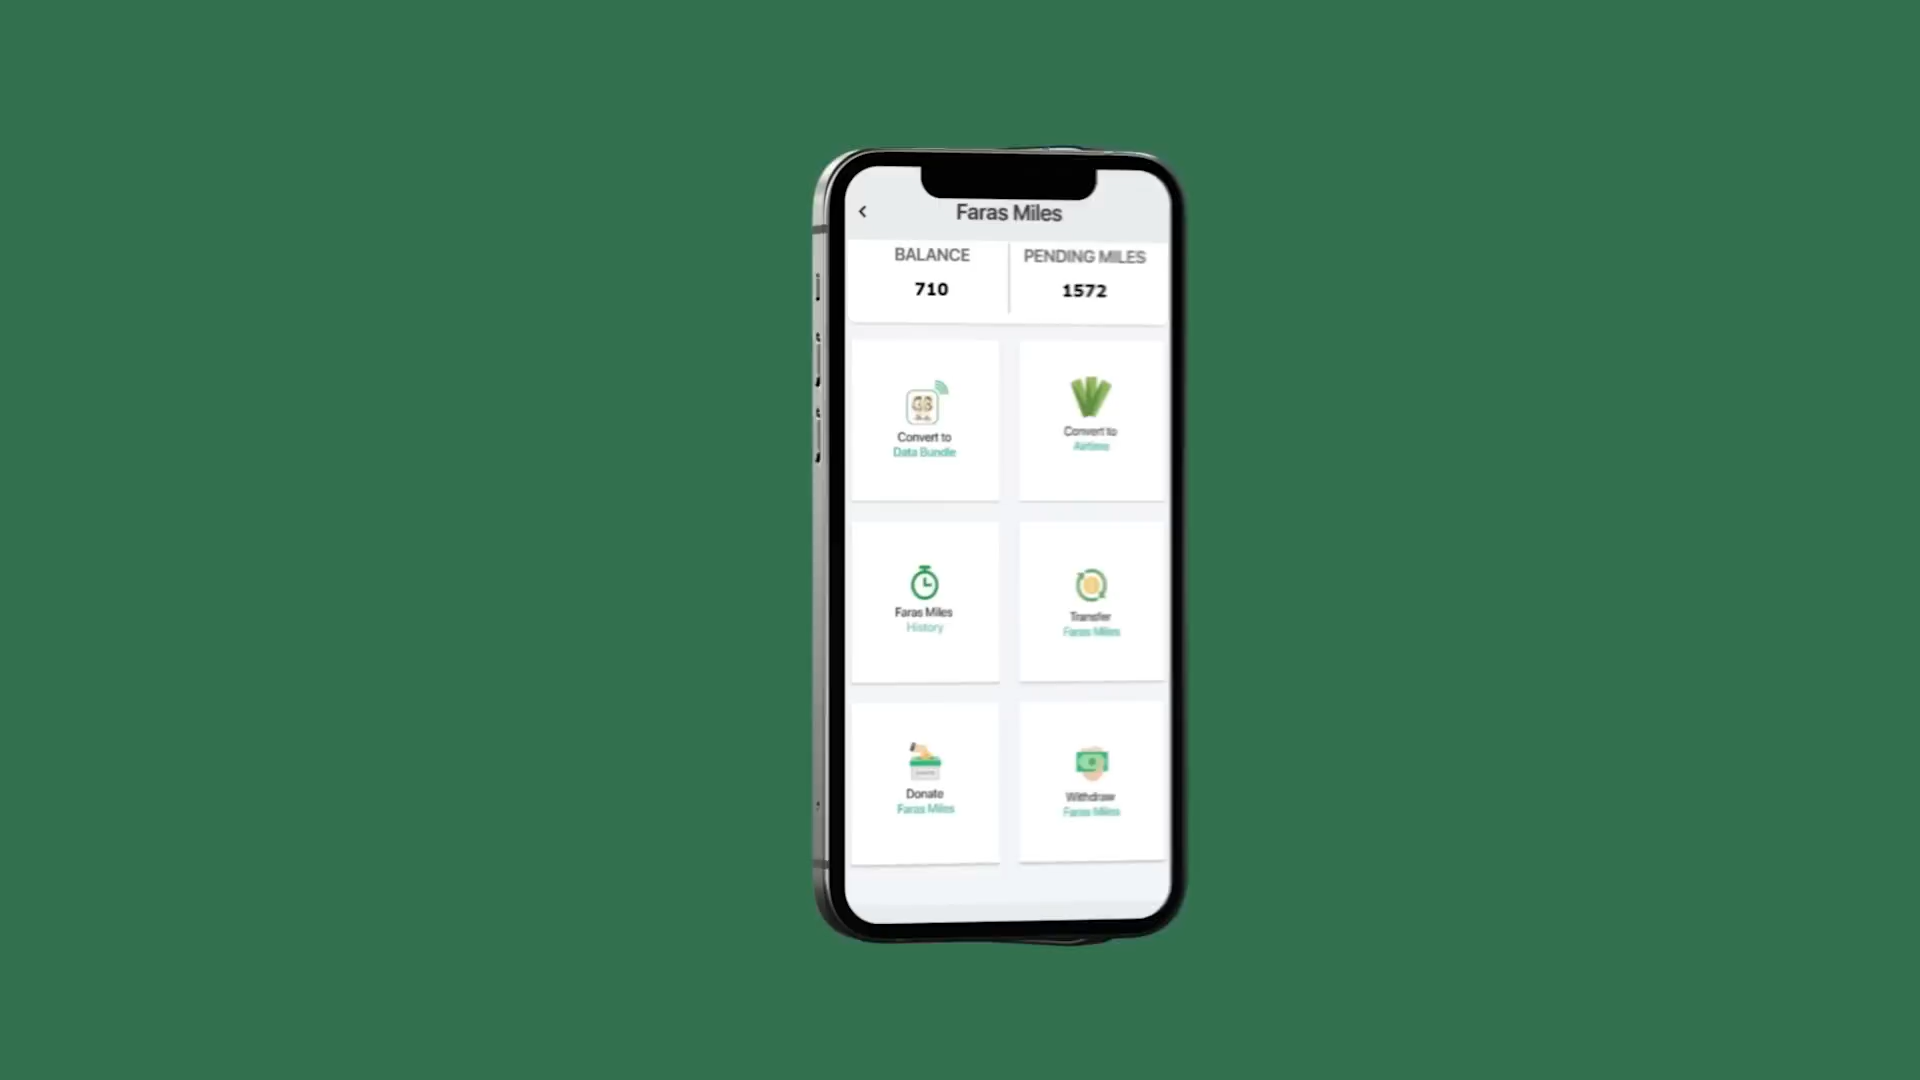 Faras Miles
BALANCE
710
PENDING MILES
1572
Convert to
Data Bundle
Convert to
Airtime
Faras Miles
History
Transfer
Faras Miles
Donate
Faras Miles
Withdraw
Faras Miles